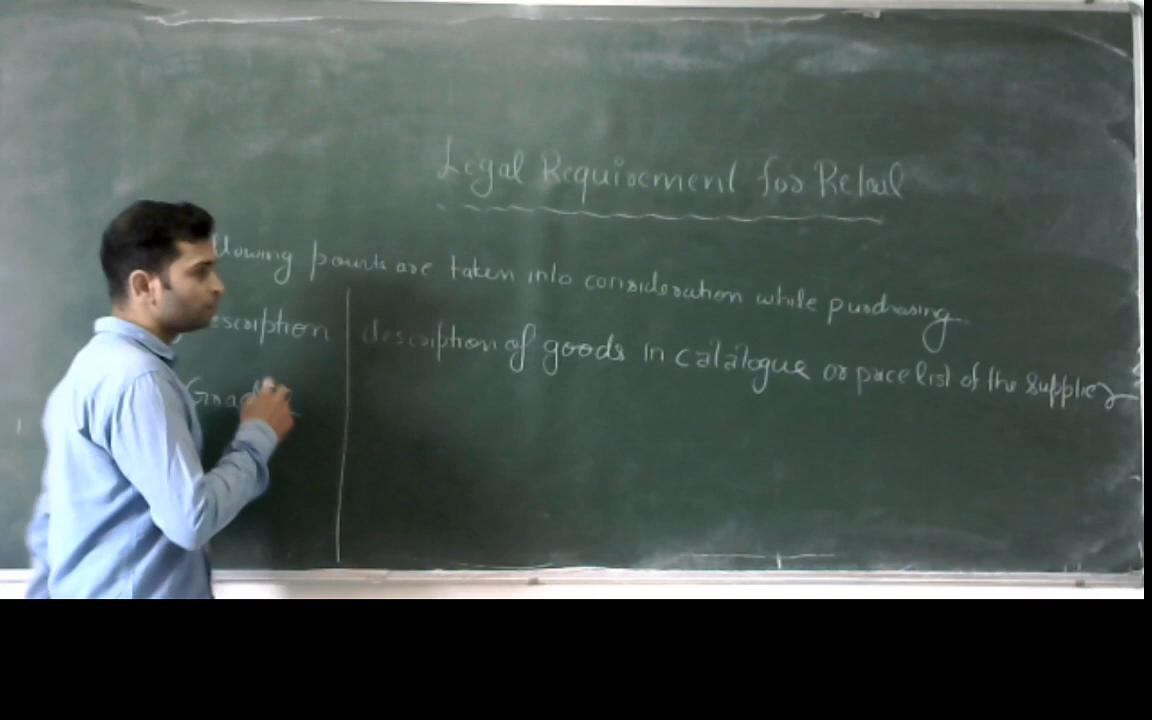 Legal Requirement for Retail
llowing points are taken into consideration while purchasing
escription description of goods in catalogue or price list of the supplier
Grad